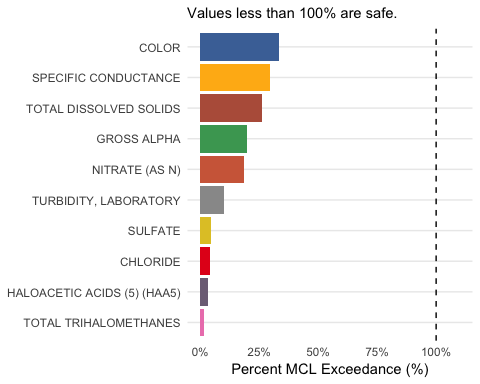 Values less than 100% are safe.
COLOR
SPECIFIC CONDUCTANCE
TOTAL DISSOLVED SOLIDS
GROSS ALPHA
NITRATE (AS N)
TURBIDITY, LABORATORY
SULFATE
CHLORIDE
HALOACETIC ACIDS (5) (HAA5)
TOTAL TRIHALOMETHANES
0% 25% 50% 75% 100%
Percent MCL Exceedance (%)